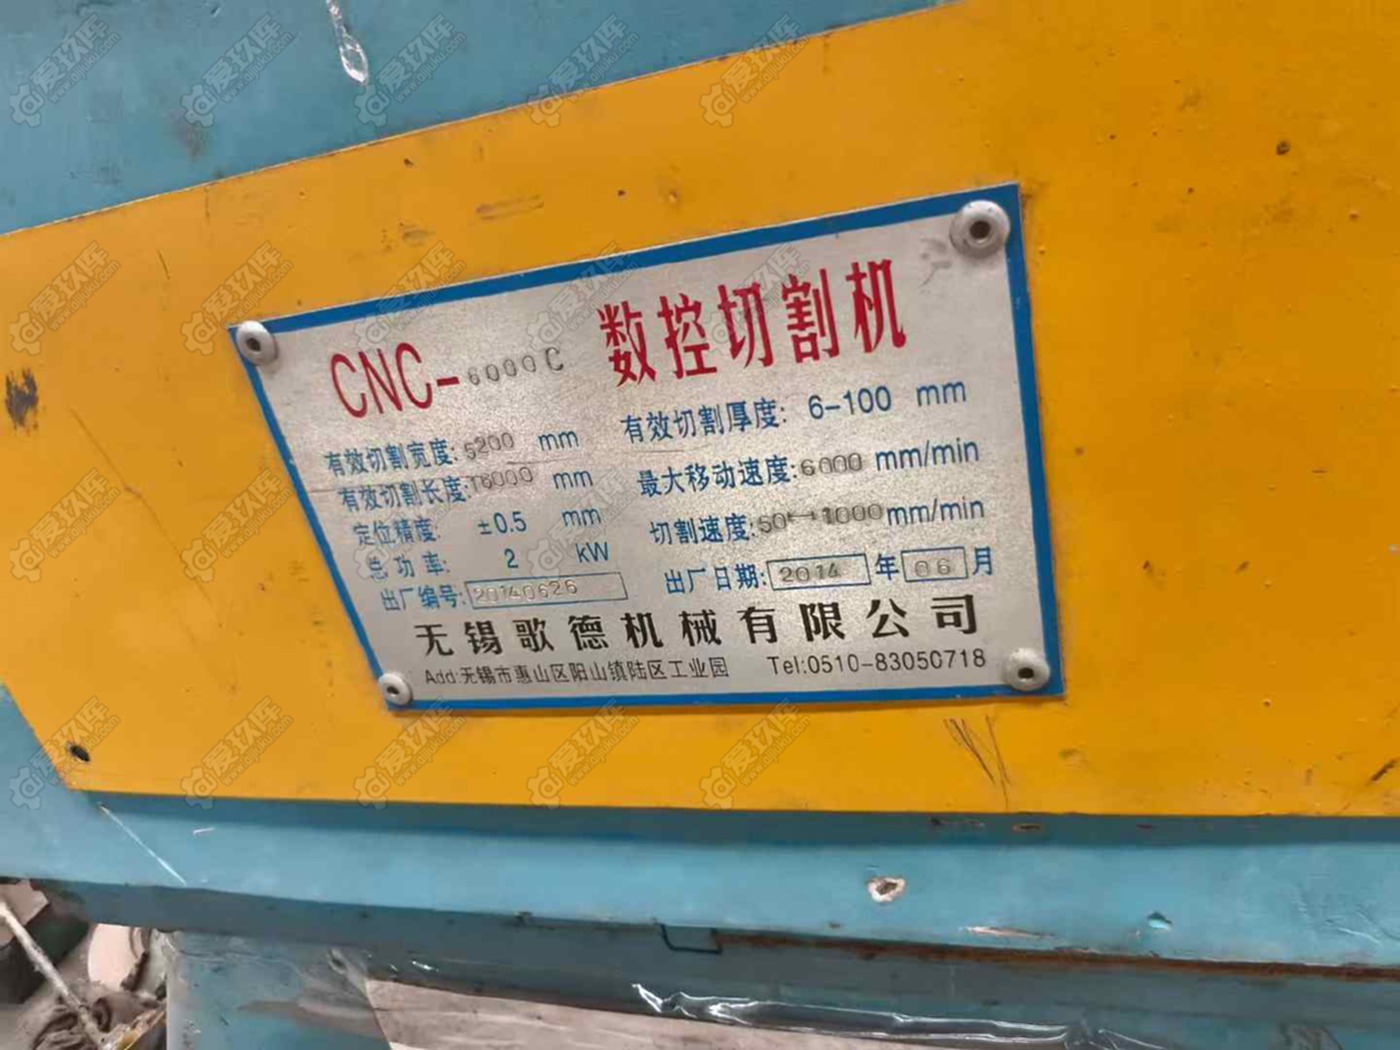 CNC-6000C 数控切割机
有效切割宽度: 5200 mm 有效切割厚度: 6-100 mm
有效切割长度: 16000 mm 最大移动速度: 6000 mm/min
定位精度: ±0.5 mm 切割速度: 50-1000 mm/min
总功率: 2 kW 出厂日期: 2014 年 06 月
出厂编号: 20140626
无锡歌德机械有限公司
Add:无锡市惠山区阳山镇陆区工业园 Tel:0510-83050718
爱玖库